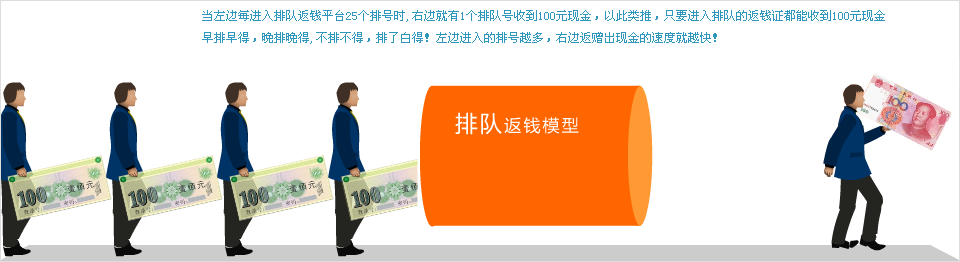 当左边每进入排队返钱平台25个排号时, 右边就有1个排队号收到100元现金，以此类推，只要进入排队的返钱证都能收到100元现金
早排早得，晚排晚得, 不排不得，排了白得! 左边进入的排号越多，右边返赠出现金的速度就越快!
排队返钱模型
100 壹佰元
100 壹佰元
100 壹佰元
100 壹佰元
100